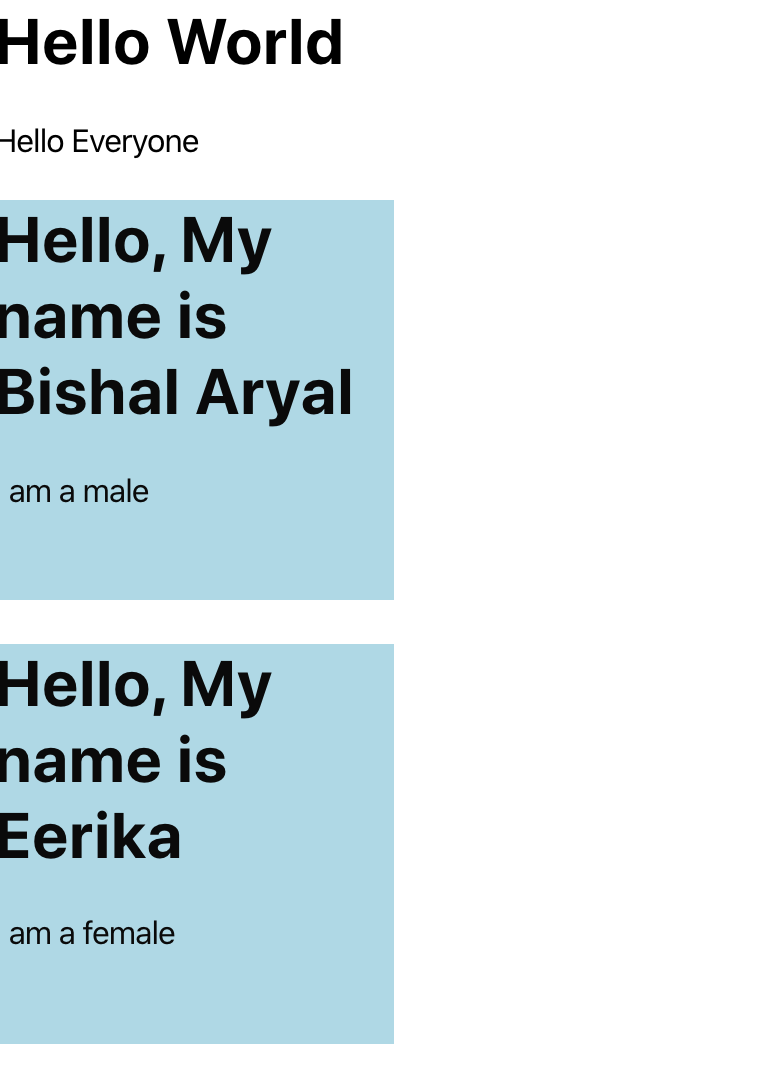 Hello World
Hello Everyone
Hello, My
name is
Bishal Aryal
am a male
Hello, My
name is
Eerika
am a female